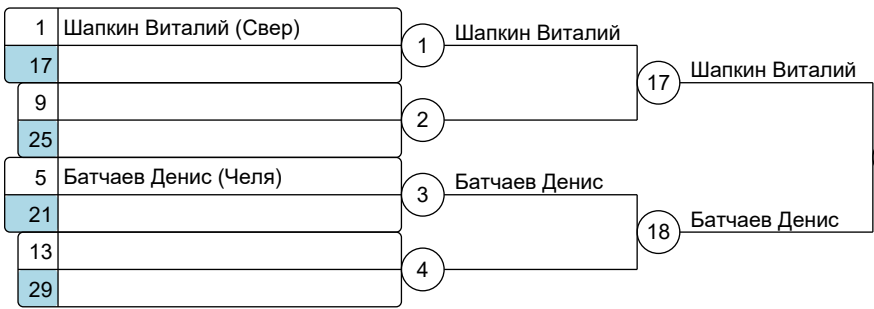 1 Шапкин Виталий (Свер)
17
1 Шапкин Виталий
9
25
2
17 Шапкин Виталий
5 Батчаев Денис (Челя)
21
3 Батчаев Денис
13
29
4
18 Батчаев Денис